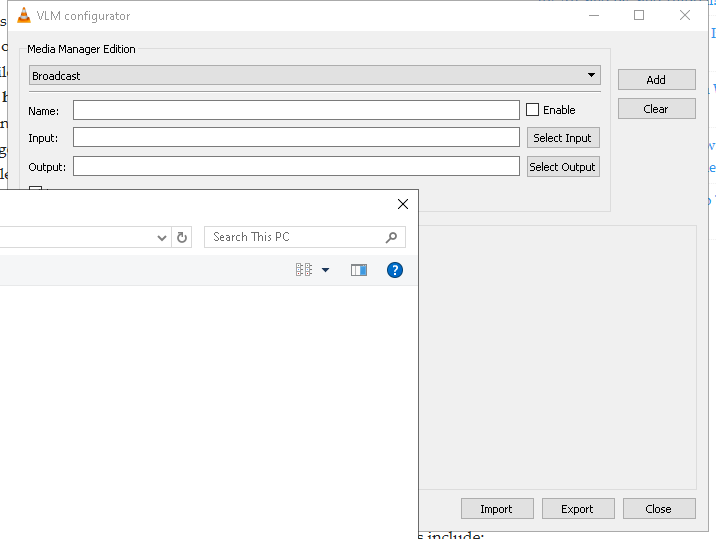 VLM configurator
Media Manager Edition
Broadcast
Add
Name:
Enable
Clear
Input:
Select Input
Output:
Select Output
Search This PC
?
Import
Export
Close
s include: